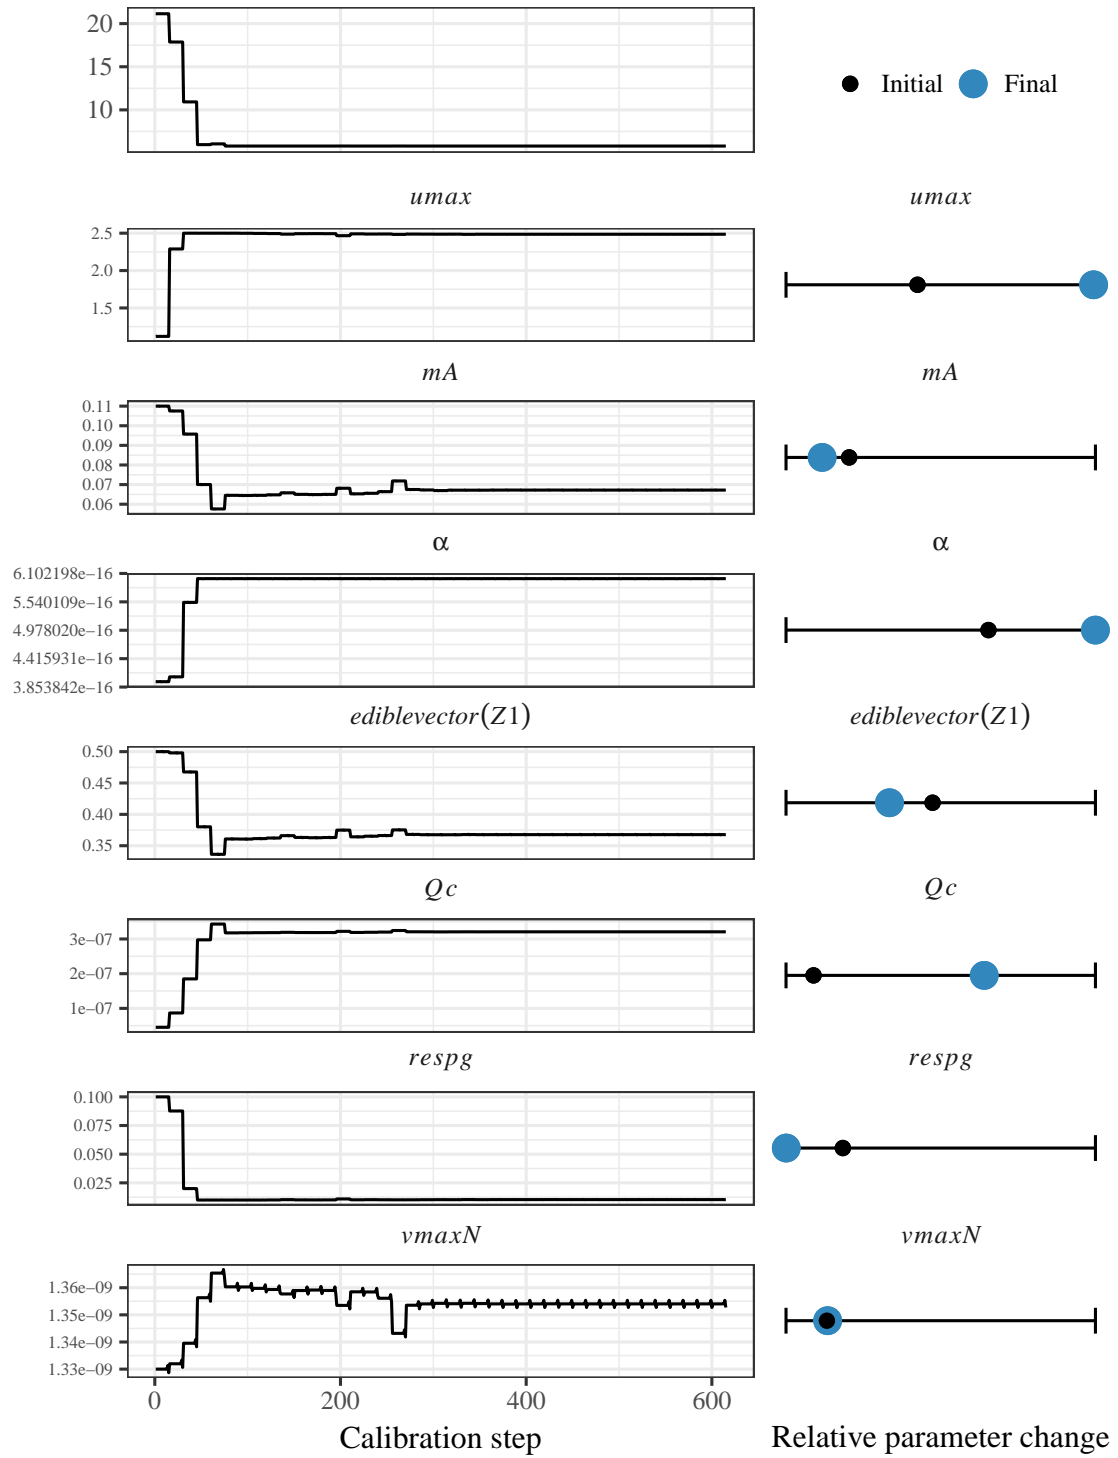 20
15
10
Initial Final
umax umax
2.5
2.0
1.5
mA mA
0.11
0.10
0.09
0.08
0.07
0.06
α α
6.102198e−16
5.540109e−16
4.978020e−16
4.415931e−16
3.853842e−16
ediblevector(Z1) ediblevector(Z1)
0.50
0.45
0.40
0.35
Qc Qc
3e−07
2e−07
1e−07
respg respg
0.100
0.075
0.050
0.025
vmaxN vmaxN
1.36e−09
1.35e−09
1.34e−09
1.33e−09
0 200 400 600
Calibration step Relative parameter change